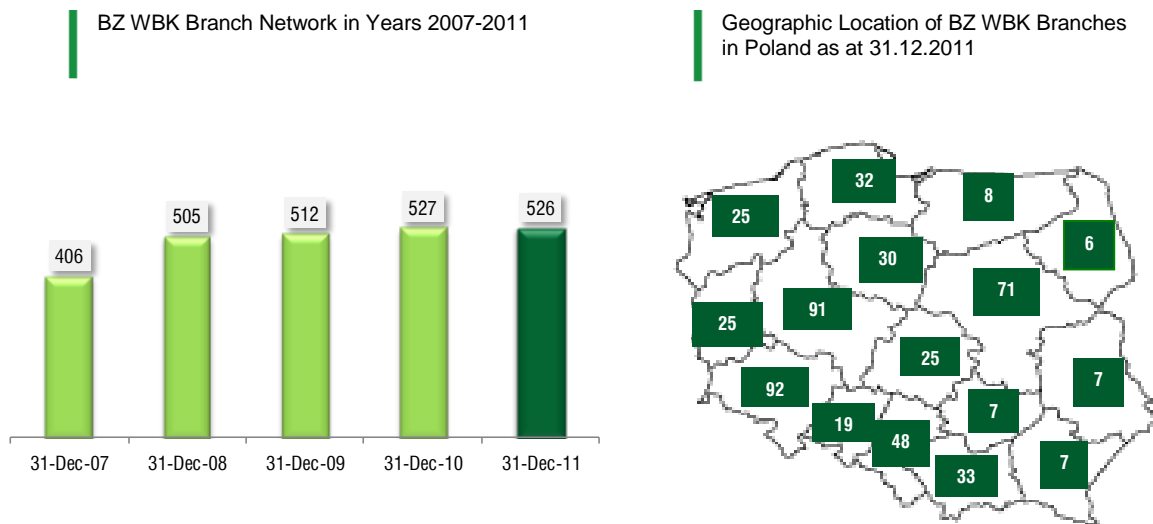 BZ WBK Branch Network in Years 2007-2011
406
505
512
527
526
31-Dec-07
31-Dec-08
31-Dec-09
31-Dec-10
31-Dec-11
Geographic Location of BZ WBK Branches
in Poland as at 31.12.2011
32
8
25
6
30
71
91
25
25
7
92
7
19
48
7
33